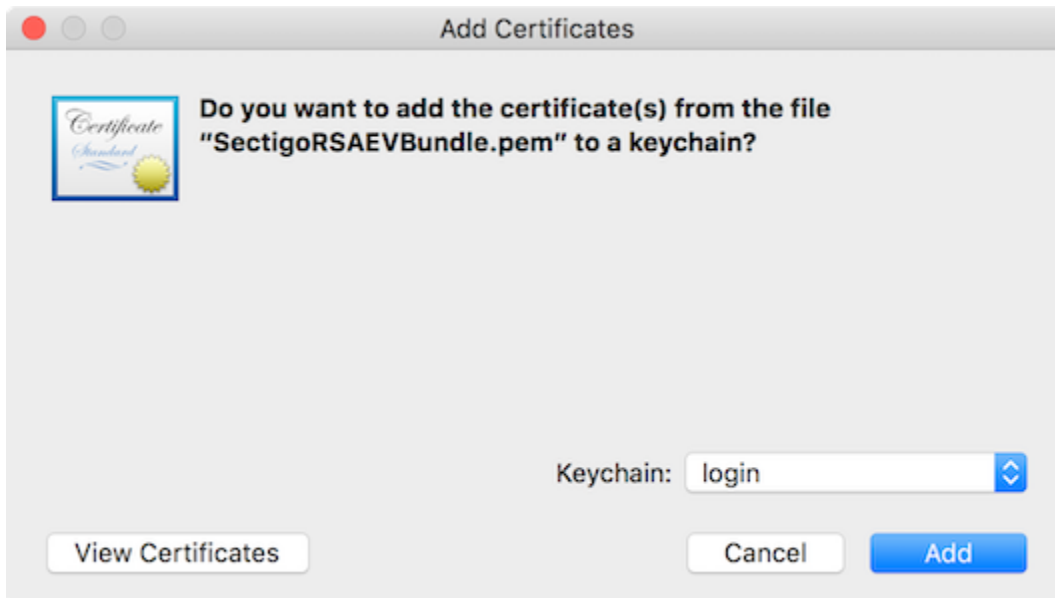 Add Certificates
Certificate
Standard
Do you want to add the certificate(s) from the file
“SectigoRSAEVBundle.pem” to a keychain?
Keychain: login
View Certificates Cancel Add